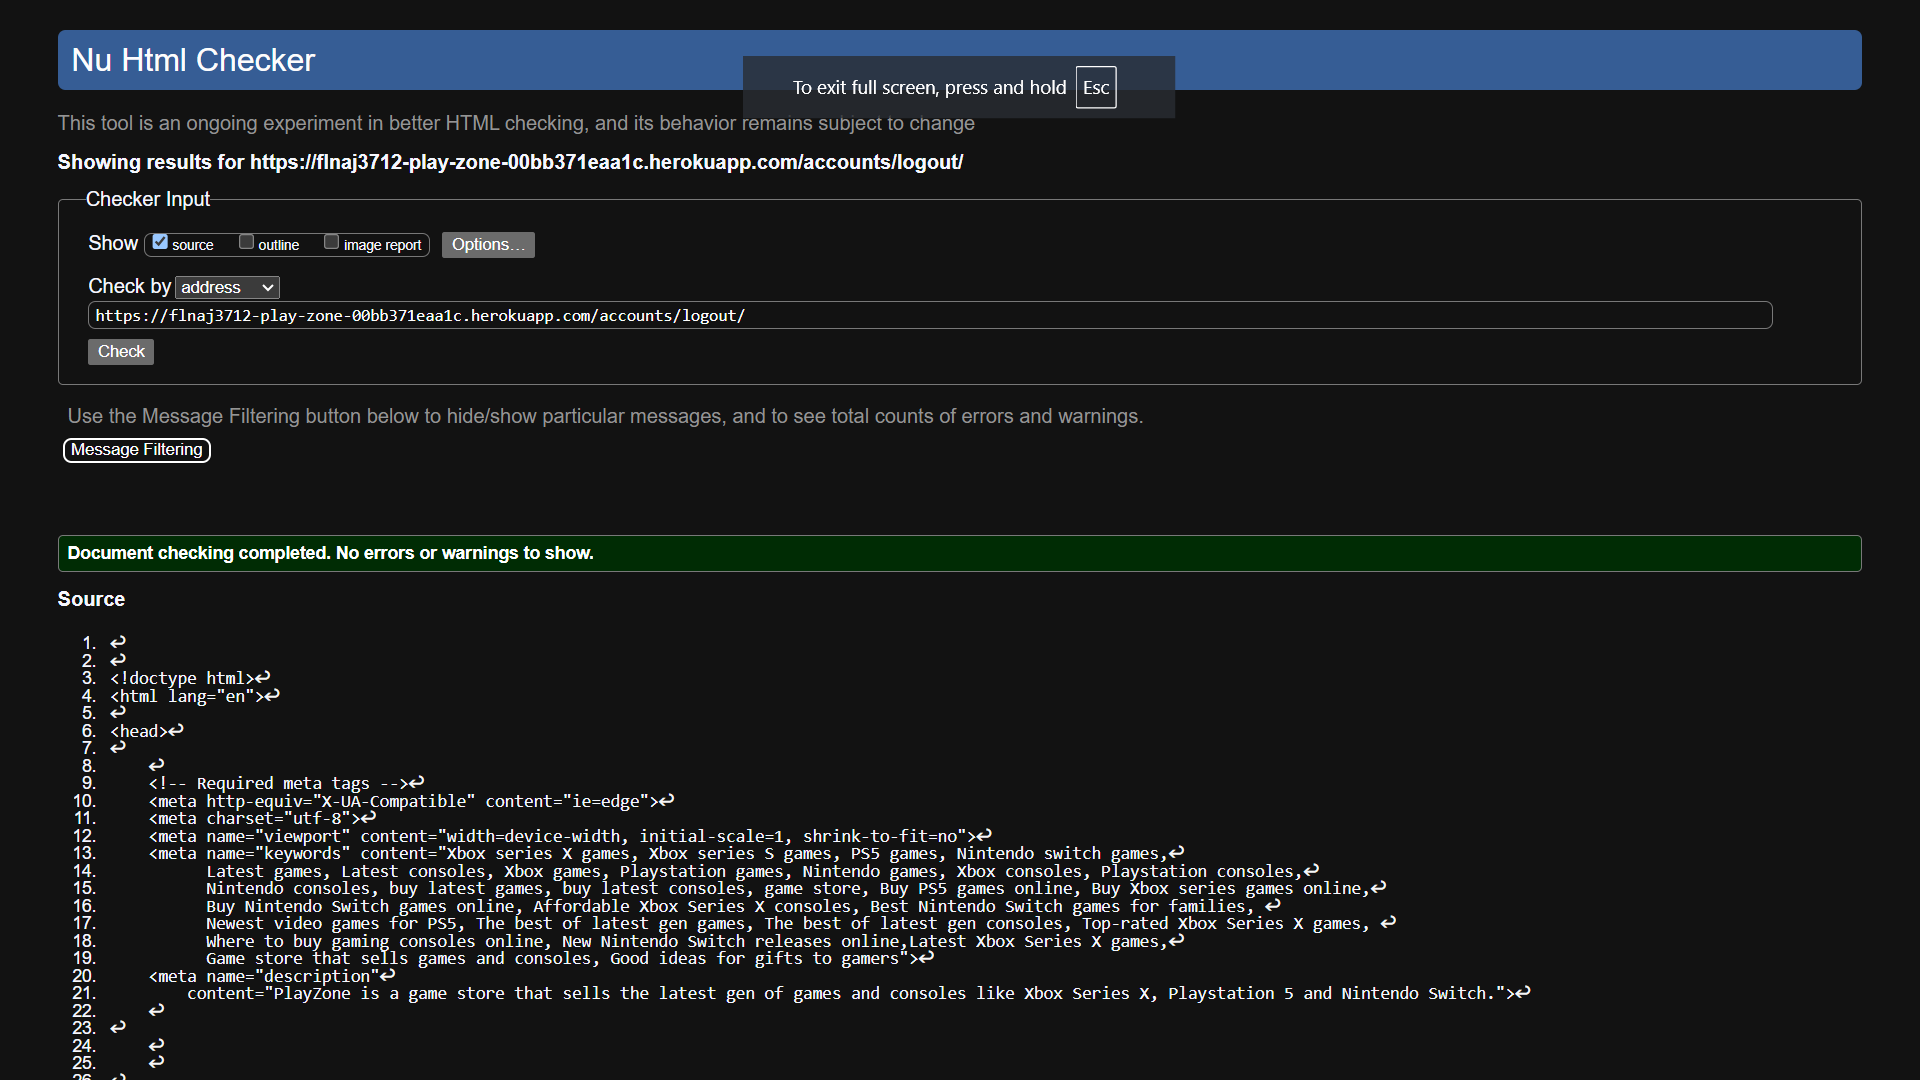 Nu Html Checker
To exit full screen, press and hold Esc
This tool is an ongoing experiment in better HTML checking, and its behavior remains subject to change
Showing results for https://flnaj3712-play-zone-00bb371eaa1c.herokuapp.com/accounts/logout/
Checker Input
Show source outline image report Options...
Check by address
https://flnaj3712-play-zone-00bb371eaa1c.herokuapp.com/accounts/logout/
Check
Use the Message Filtering button below to hide/show particular messages, and to see total counts of errors and warnings.
Message Filtering
Document checking completed. No errors or warnings to show.
Source
1. ↩
2. ↩
3. <!doctype html>↩
4. <html lang="en">↩
5. ↩
6. <head>↩
7. ↩
8. ↩
9. <!-- Required meta tags -->↩
10. <meta http-equiv="X-UA-Compatible" content="ie=edge">↩
11. <meta charset="utf-8">↩
12. <meta name="viewport" content="width=device-width, initial-scale=1, shrink-to-fit=no">↩
13. <meta name="keywords" content="Xbox series X games, Xbox series S games, PS5 games, Nintendo switch games,↩
14. Latest games, Latest consoles, Xbox games, Playstation games, Nintendo games, Xbox consoles, Playstation consoles,↩
15. Nintendo consoles, buy latest games, buy latest consoles, game store, Buy PS5 games online, Buy Xbox series games online,↩
16. Buy Nintendo Switch games online, Affordable Xbox Series X consoles, Best Nintendo Switch games for families, ↩
17. Newest video games for PS5, The best of latest gen games, The best of latest gen consoles, Top-rated Xbox Series X games, ↩
18. Where to buy gaming consoles online, New Nintendo Switch releases online,Latest Xbox Series X games,↩
19. Game store that sells games and consoles, Good ideas for gifts to gamers">↩
20. <meta name="description"↩
21. content="PlayZone is a game store that sells the latest gen of games and consoles like Xbox Series X, Playstation 5 and Nintendo Switch.">↩
22. ↩
23. ↩
24. ↩
25. ↩
26. ↩